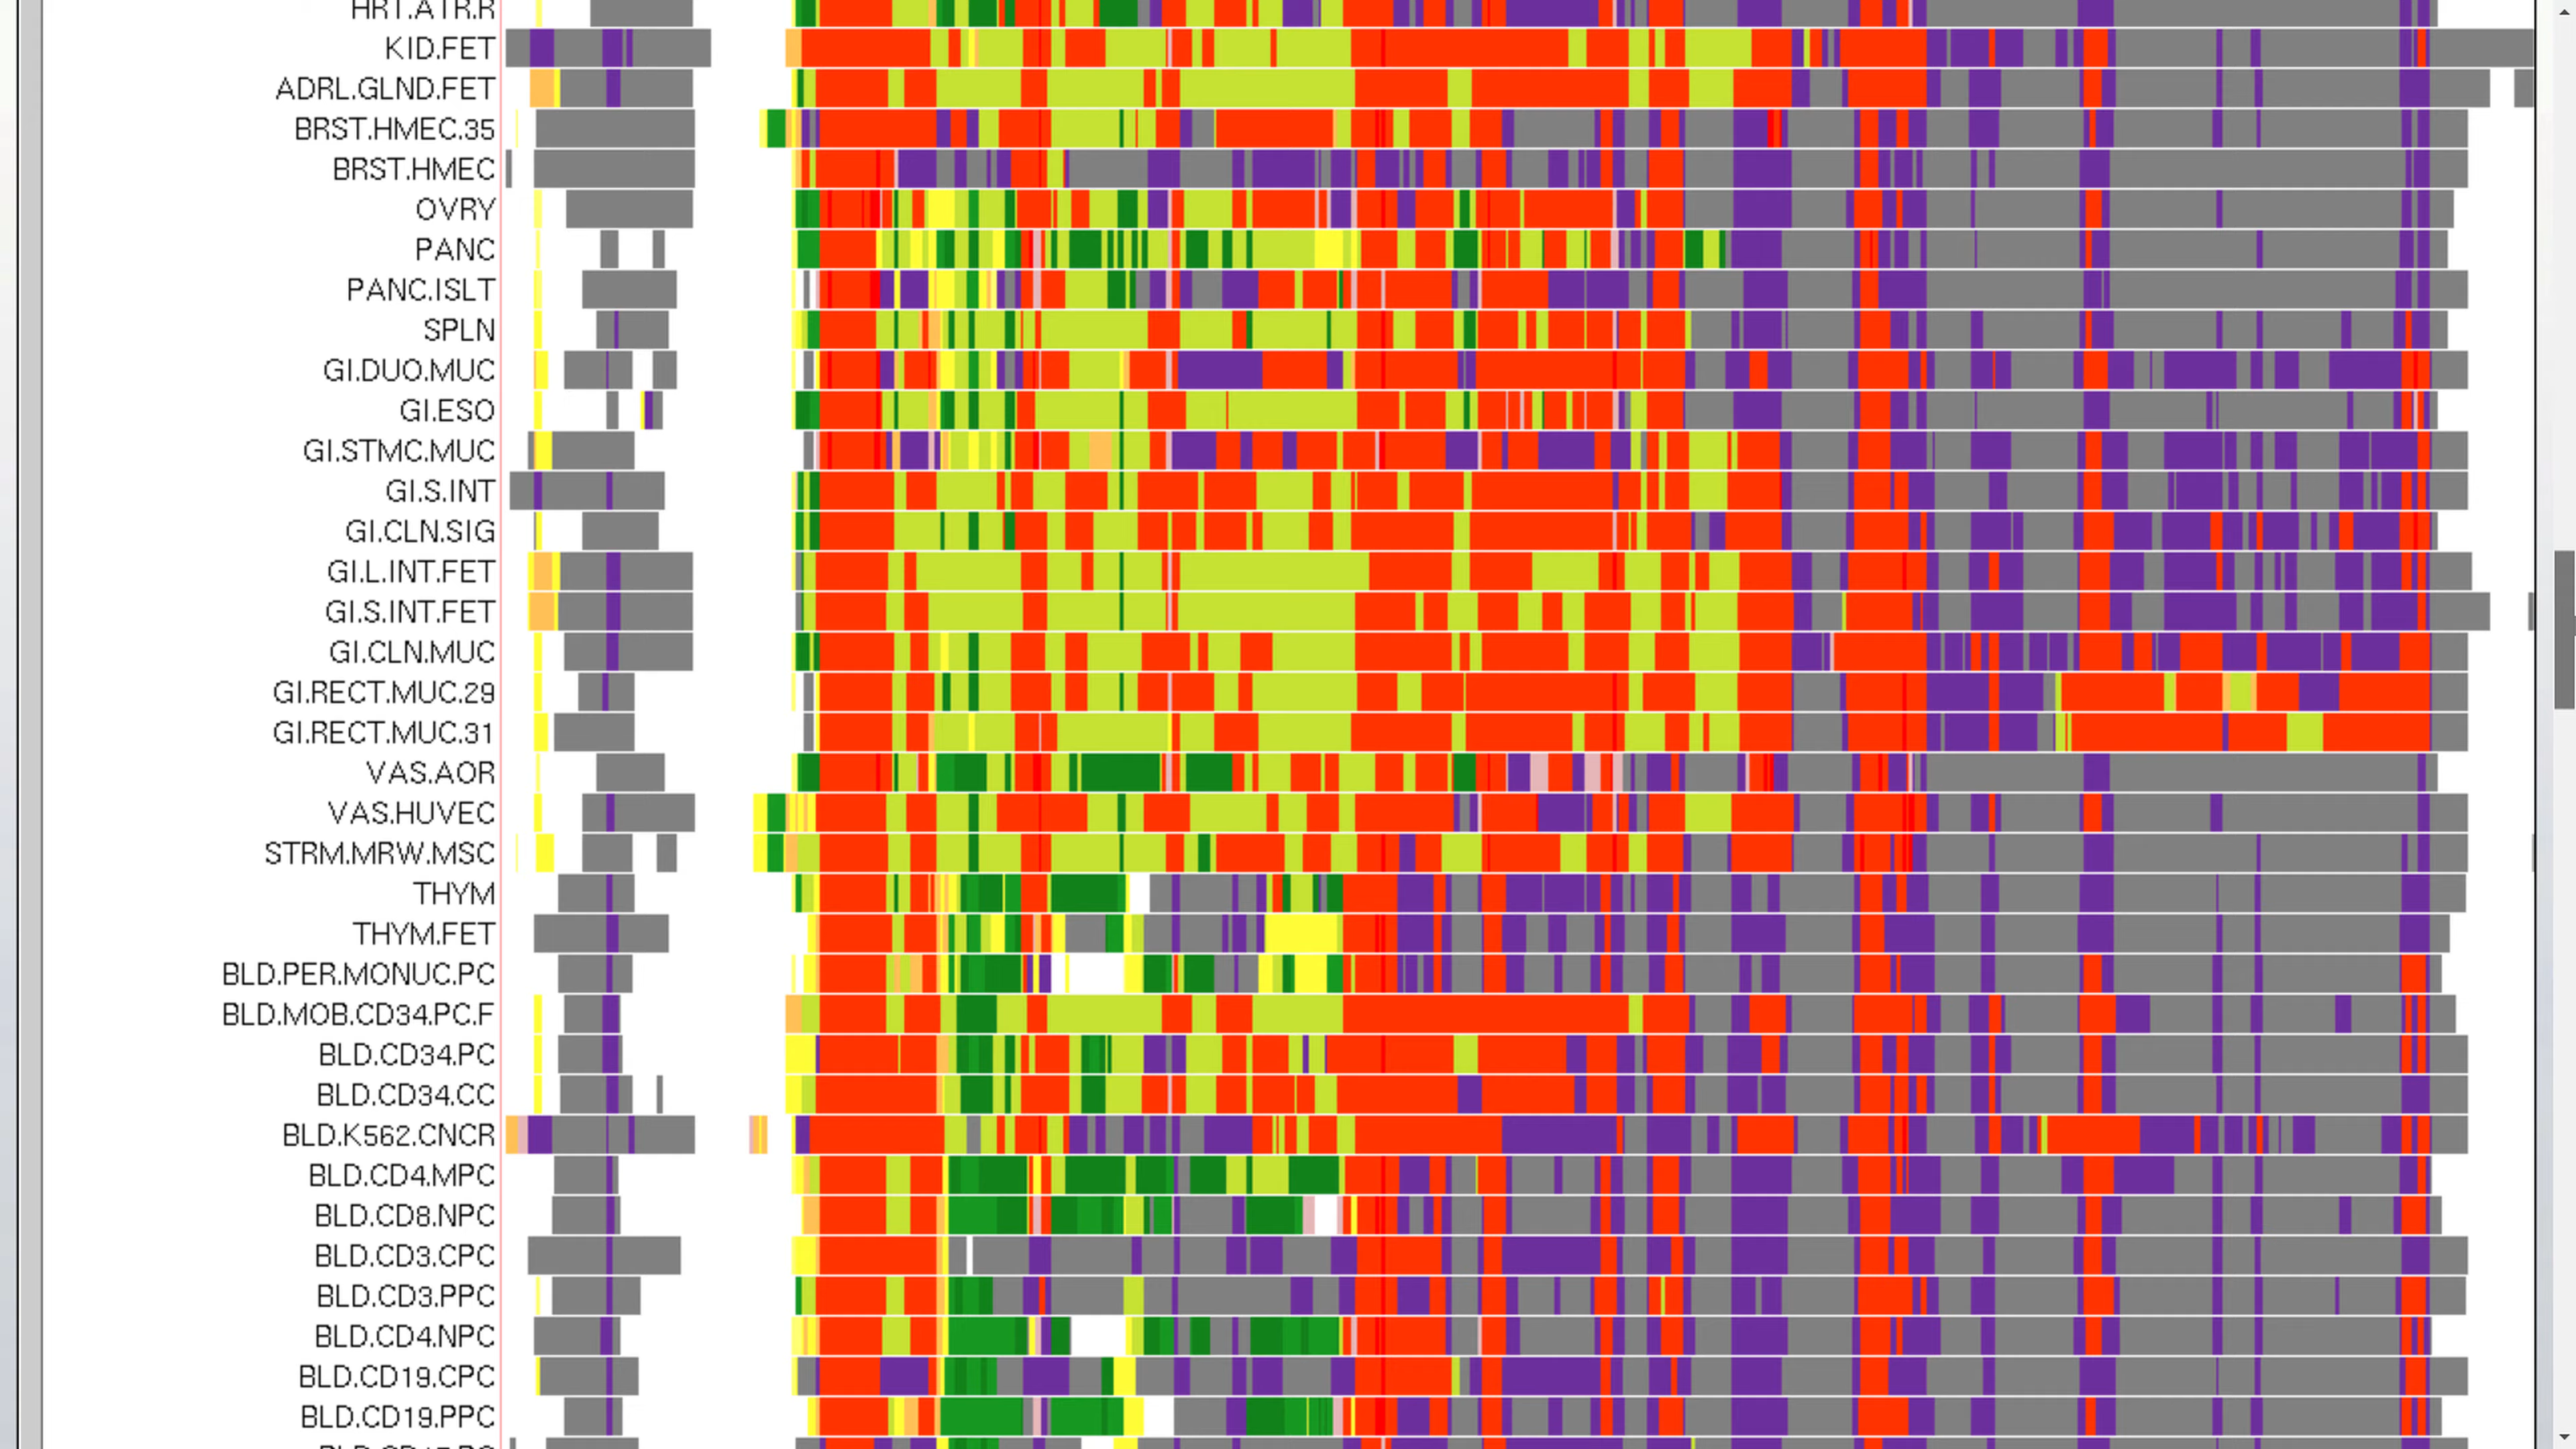 HRT.ATR.R
KID.FET
ADRL.GLND.FET
BRST.HMEC.35
BRST.HMEC
OVRY
PANC
PANC.ISLT
SPLN
GI.DUO.MUC
GI.ESO
GI.STMC.MUC
GI.S.INT
GI.CLN.SIG
GI.L.INT.FET
GI.S.INT.FET
GI.CLN.MUC
GI.RECT.MUC.29
GI.RECT.MUC.31
VAS.AOR
VAS.HUVEC
STRM.MRW.MSC
THYM
THYM.FET
BLD.PER.MONUC.PC
BLD.MOB.CD34.PC.F
BLD.CD34.PC
BLD.CD34.CC
BLD.K562.CNCR
BLD.CD4.MPC
BLD.CD8.NPC
BLD.CD3.CPC
BLD.CD3.PPC
BLD.CD4.NPC
BLD.CD19.CPC
BLD.CD19.PPC